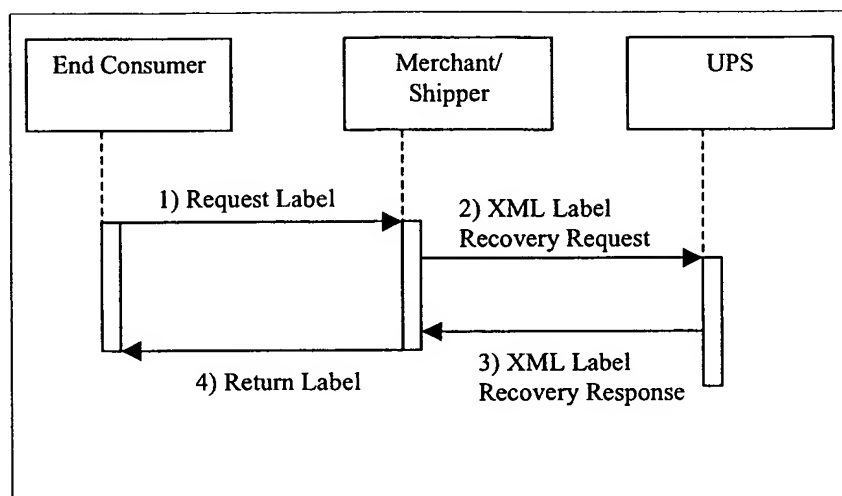 End Consumer
Merchant/
Shipper
UPS
1) Request Label
2) XML Label
Recovery Request
4) Return Label
3) XML Label
Recovery Response